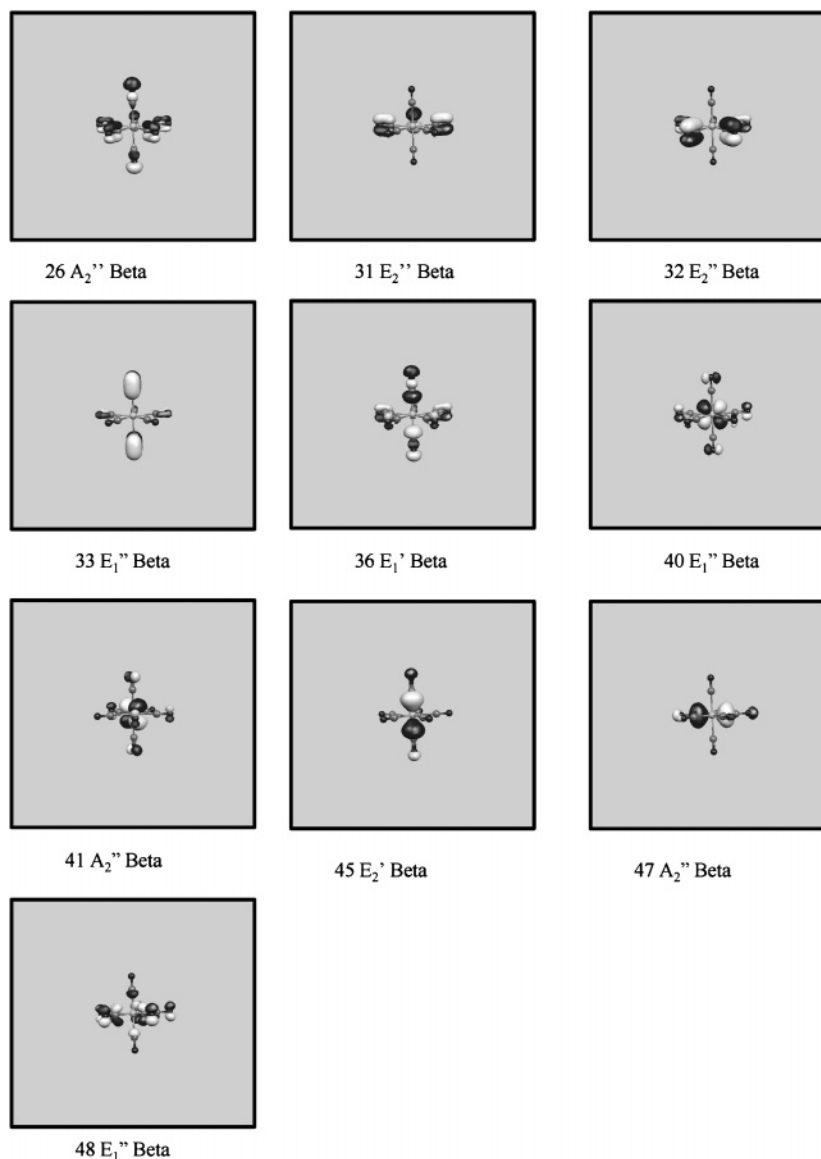 26 A₂’’ Beta
31 E₂’’ Beta
32 E₂” Beta
33 E₁” Beta
36 E₁’ Beta
40 E₁” Beta
41 A₂” Beta
45 E₂’ Beta
47 A₂” Beta
48 E₁” Beta